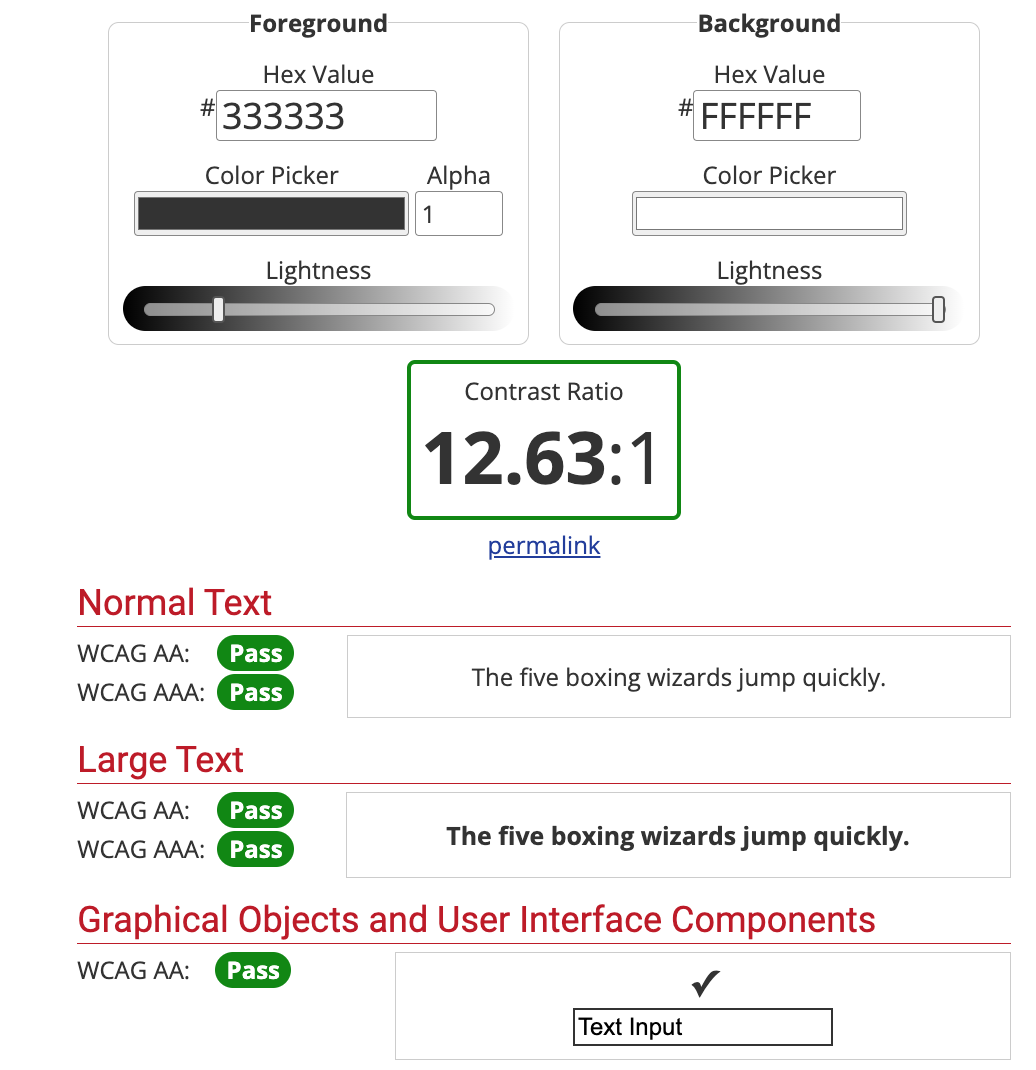 Foreground
Hex Value
#333333
Color Picker Alpha
1
Lightness
Background
Hex Value
#FFFFFF
Color Picker
Lightness
Contrast Ratio
12.63:1
permalink
Normal Text
WCAG AA: Pass
WCAG AAA: Pass
The five boxing wizards jump quickly.
Large Text
WCAG AA: Pass
WCAG AAA: Pass
The five boxing wizards jump quickly.
Graphical Objects and User Interface Components
WCAG AA: Pass
✔
Text Input